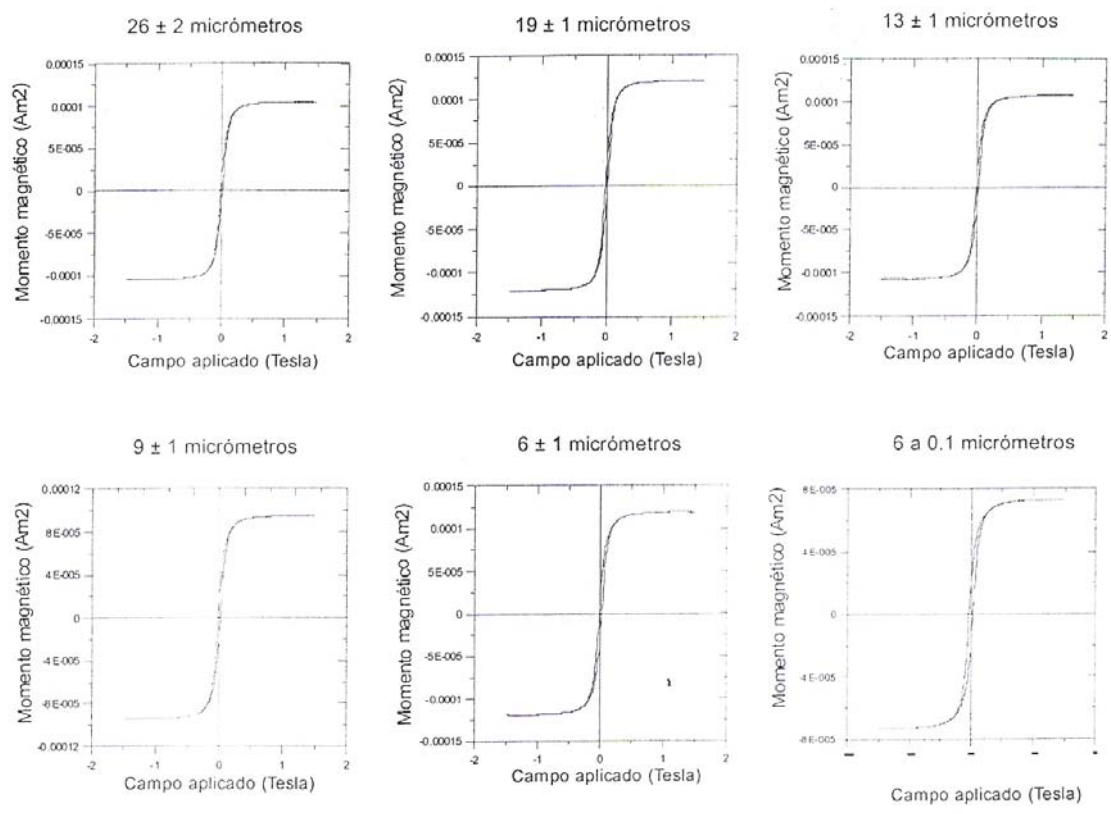 26 ± 2 micrómetros
Momento magnético (Am2)
0.00015
0.0001
5E-005
0
-5E-005
-0.0001
-0.00015
-2
-1
0
1
2
Campo aplicado (Tesla)
19 ± 1 micrómetros
Momento magnético (Am2)
0.00015
0.0001
5E-005
0
-5E-005
-0.0001
-0.00015
-2
-1
0
1
2
Campo aplicado (Tesla)
13 ± 1 micrómetros
Momento magnético (Am2)
0.00015
0.0001
5E-005
0
-5E-005
-0.0001
-0.00015
-2
-1
0
1
2
Campo aplicado (Tesla)
9 ± 1 micrómetros
Momento magnético (Am2)
0.00012
8E-005
4E-005
0
-4E-005
-8E-005
-0.00012
-2
-1
0
1
2
Campo aplicado (Tesla)
6 ± 1 micrómetros
Momento magnético (Am2)
0.00015
0.0001
5E-005
0
-5E-005
-0.0001
-0.00015
-2
-1
0
1
2
Campo aplicado (Tesla)
6 a 0.1 micrómetros
Momento magnético (Am2)
8E-005
4E-005
0
-4E-005
-8E-005
Campo aplicado (Tesla)